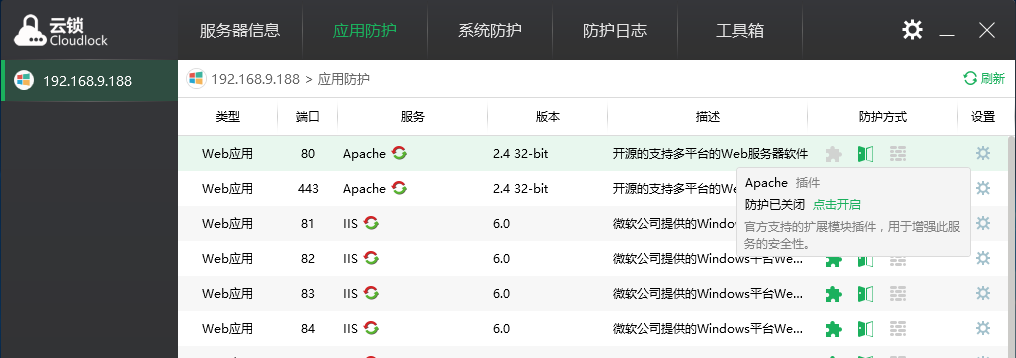 云锁
Cloudlock
服务器信息 应用防护 系统防护 防护日志 工具箱
192.168.9.188
192.168.9.188 > 应用防护 刷新
类型 端口 服务 版本 描述 防护方式 设置
Web应用 80 Apache 2.4 32-bit 开源的支持多平台的Web服务器软件
Web应用 443 Apache 2.4 32-bit 开源的支持多平台的We
Web应用 81 IIS 6.0 微软公司提供的Windows
Web应用 82 IIS 6.0 微软公司提供的Windows平台We...
Web应用 83 IIS 6.0 微软公司提供的Windows平台We...
Web应用 84 IIS 6.0 微软公司提供的Windows平台We...
Apache 插件
防护已关闭 点击开启
官方支持的扩展模块插件，用于增强此服
务的安全性。